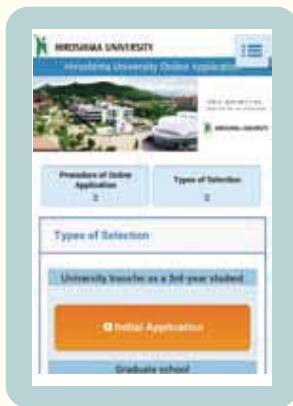 HIROSHIMA UNIVERSITY
Hiroshima University Online Application
HIROSHIMA UNIVERSITY
Procedure of Online
Application
Types of Selection
Types of Selection
University transfer as a 3rd-year student
Initial Application
Graduate school